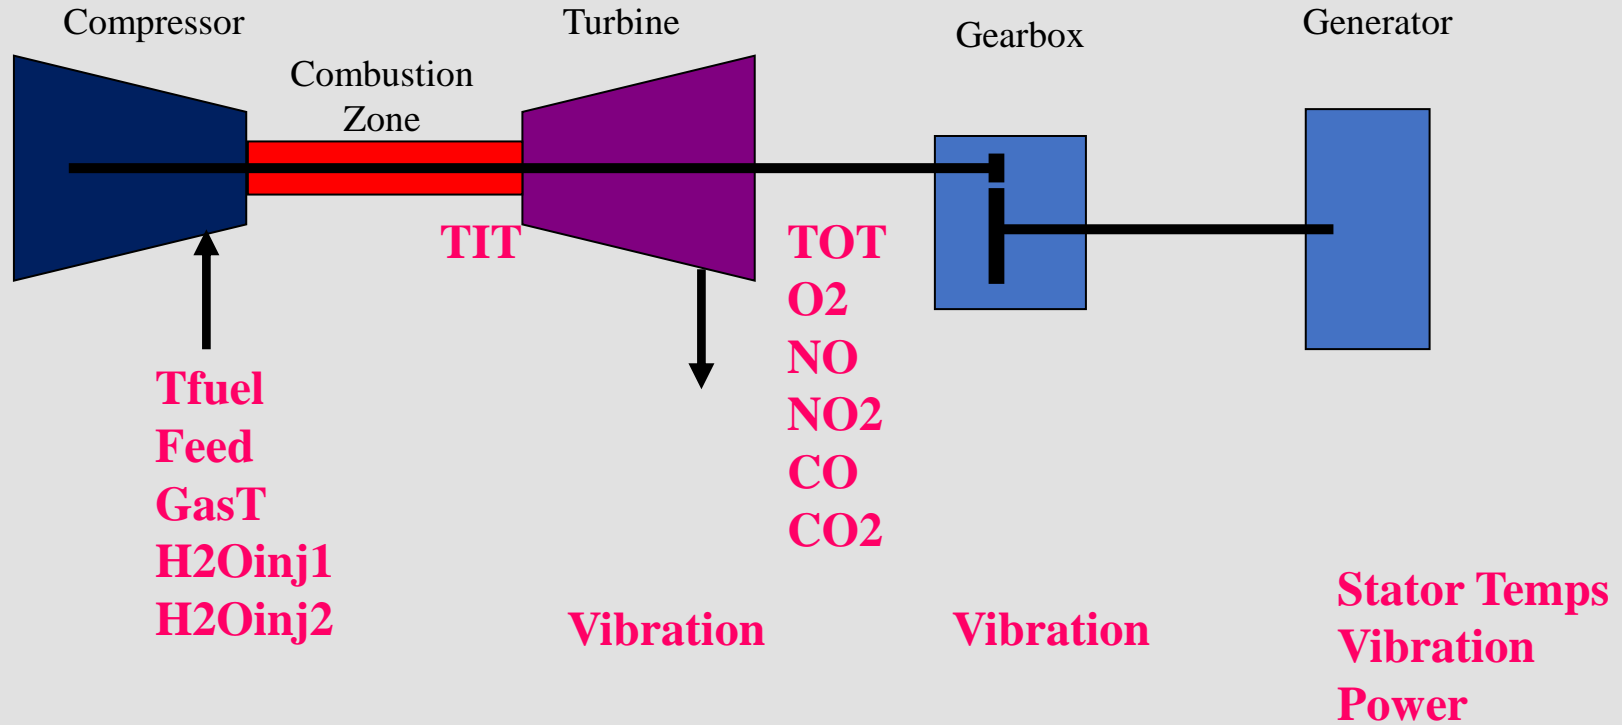 Compressor
Turbine
Gearbox
Generator
Combustion
Zone
TIT
TOT
O2
NO
NO2
CO
CO2
Tfuel
Feed
GasT
H2Oinj1
H2Oinj2
Vibration
Vibration
Stator Temps
Vibration
Power